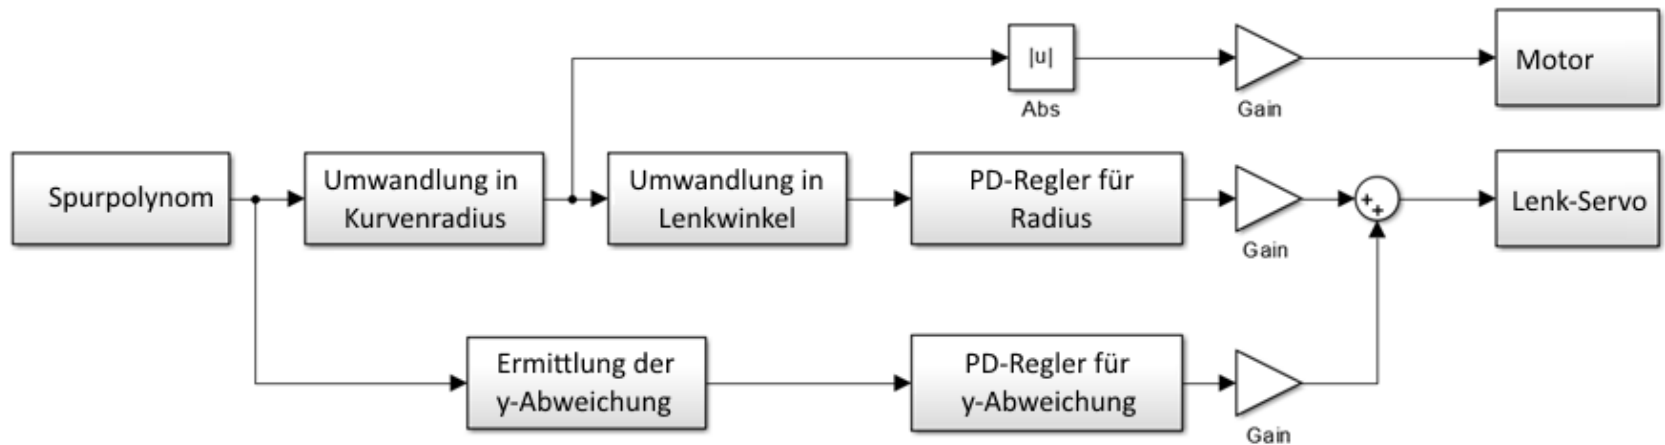 |u|
Abs
Gain
Motor
Spurpolynom
Umwandlung in
Kurvenradius
Umwandlung in
Lenkwinkel
PD-Regler für
Radius
Gain
++
Lenk-Servo
Ermittlung der
y-Abweichung
PD-Regler für
y-Abweichung
Gain